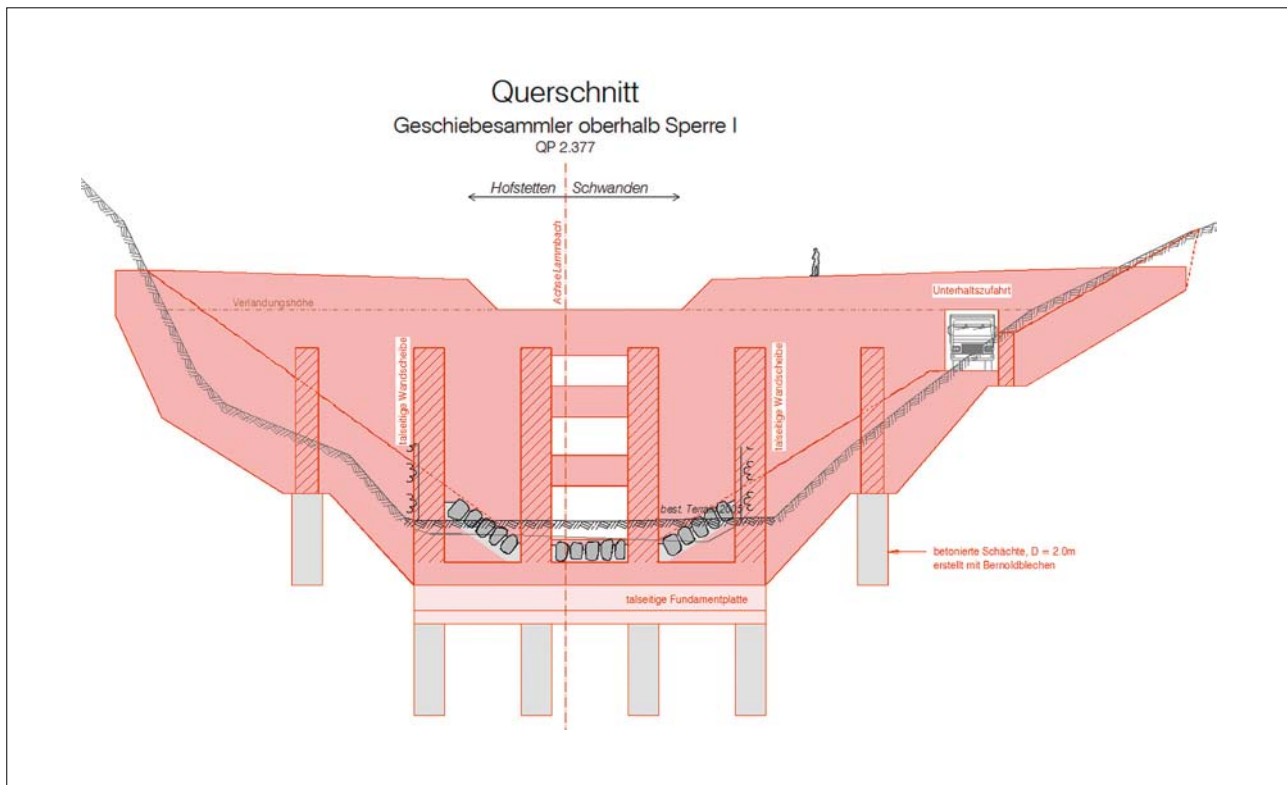 Querschnitt
Geschiebesammler oberhalb Sperre I
QP 2.377
Hofstetten
Schwanden
Achse Lammbach
Verlandungshöhe
Unterhaltszufahrt
talseitige Wandscheibe
talseitige Wandscheibe
best. Terrain 2005
betonierte Schächte, D = 2.0m
erstellt mit Bernoldblechen
talseitige Fundamentplatte